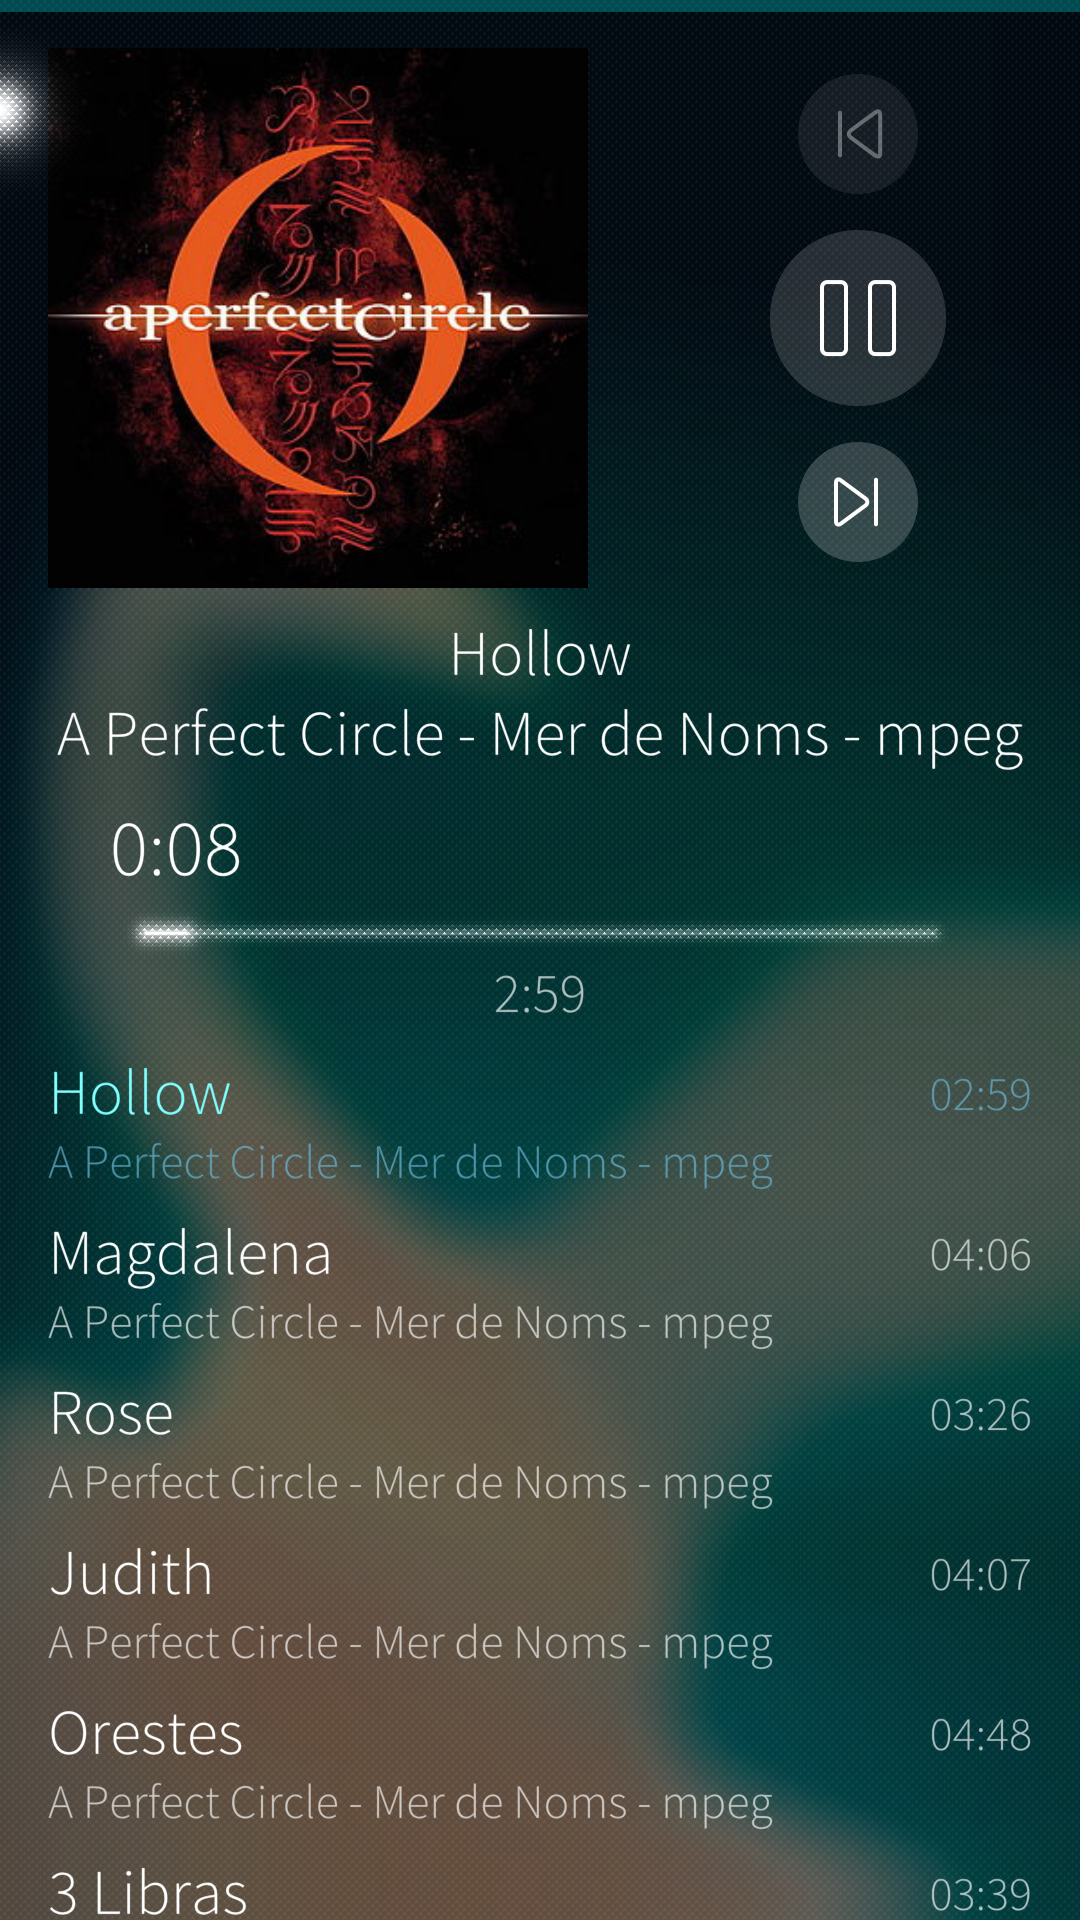 aperfectcircle
Hollow
A Perfect Circle - Mer de Noms - mpeg
0:08
2:59
Hollow 02:59
A Perfect Circle - Mer de Noms - mpeg
Magdalena 04:06
A Perfect Circle - Mer de Noms - mpeg
Rose 03:26
A Perfect Circle - Mer de Noms - mpeg
Judith 04:07
A Perfect Circle - Mer de Noms - mpeg
Orestes 04:48
A Perfect Circle - Mer de Noms - mpeg
3 Libras 03:39